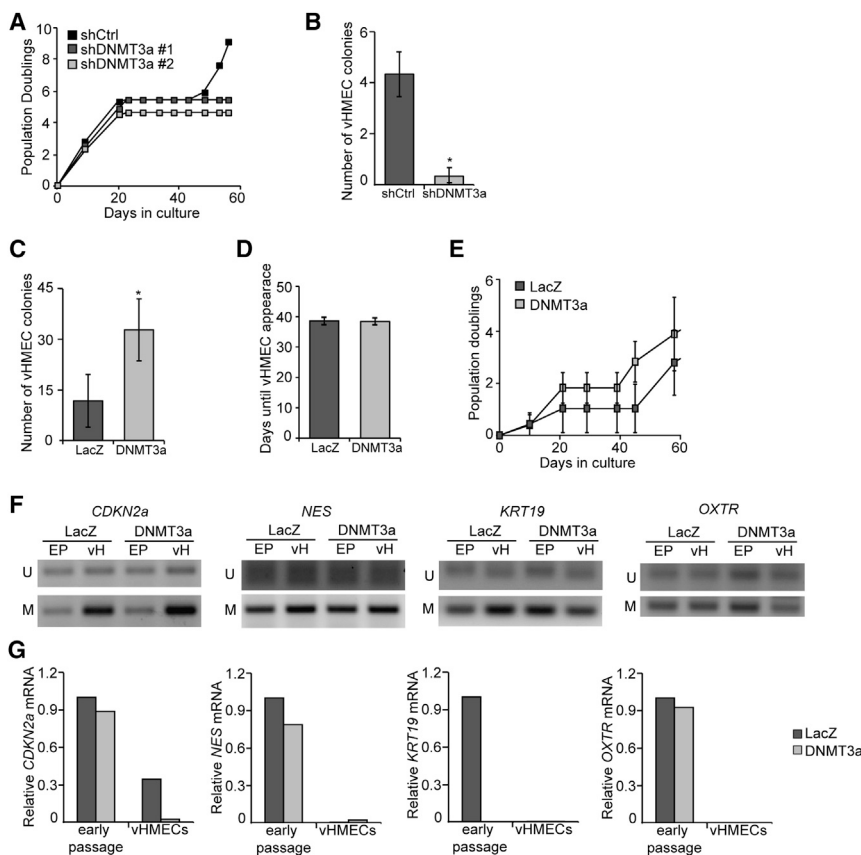 A
Population Doublings
10
8
6
4
2
0
shCtrl
shDNMT3a #1
shDNMT3a #2
0 20 40 60
Days in culture
B
Number of vHMEC colonies
6
4
2
0
*
shCtrl shDNMT3a
C
Number of vHMEC colonies
45
30
15
0
*
LacZ DNMT3a
D
Days until vHMEC appearance
50
40
30
20
10
0
LacZ DNMT3a
E
Population doublings
6
4
2
0
LacZ
DNMT3a
0 20 40 60
Days in culture
F
CDKN2a
LacZ DNMT3a
EP vH EP vH
U
M
NES
LacZ DNMT3a
EP vH EP vH
U
M
KRT19
LacZ DNMT3a
EP vH EP vH
U
M
OXTR
LacZ DNMT3a
EP vH EP vH
U
M
G
Relative CDKN2a mRNA
1.2
0.9
0.6
0.3
0
early passage
vHMECs
Relative NES mRNA
1.2
0.9
0.6
0.3
0
early passage
vHMECs
Relative KRT19 mRNA
1.2
0.9
0.6
0.3
0
early passage
vHMECs
Relative OXTR mRNA
1.2
0.9
0.6
0.3
0
early passage
vHMECs
LacZ
DNMT3a